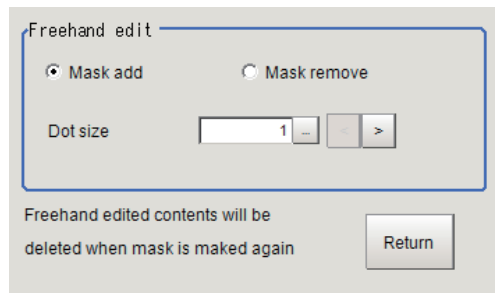 Freehand edit
Mask add Mask remove
Dot size 1 ... < >
Freehand edited contents will be
deleted when mask is maked again
Return